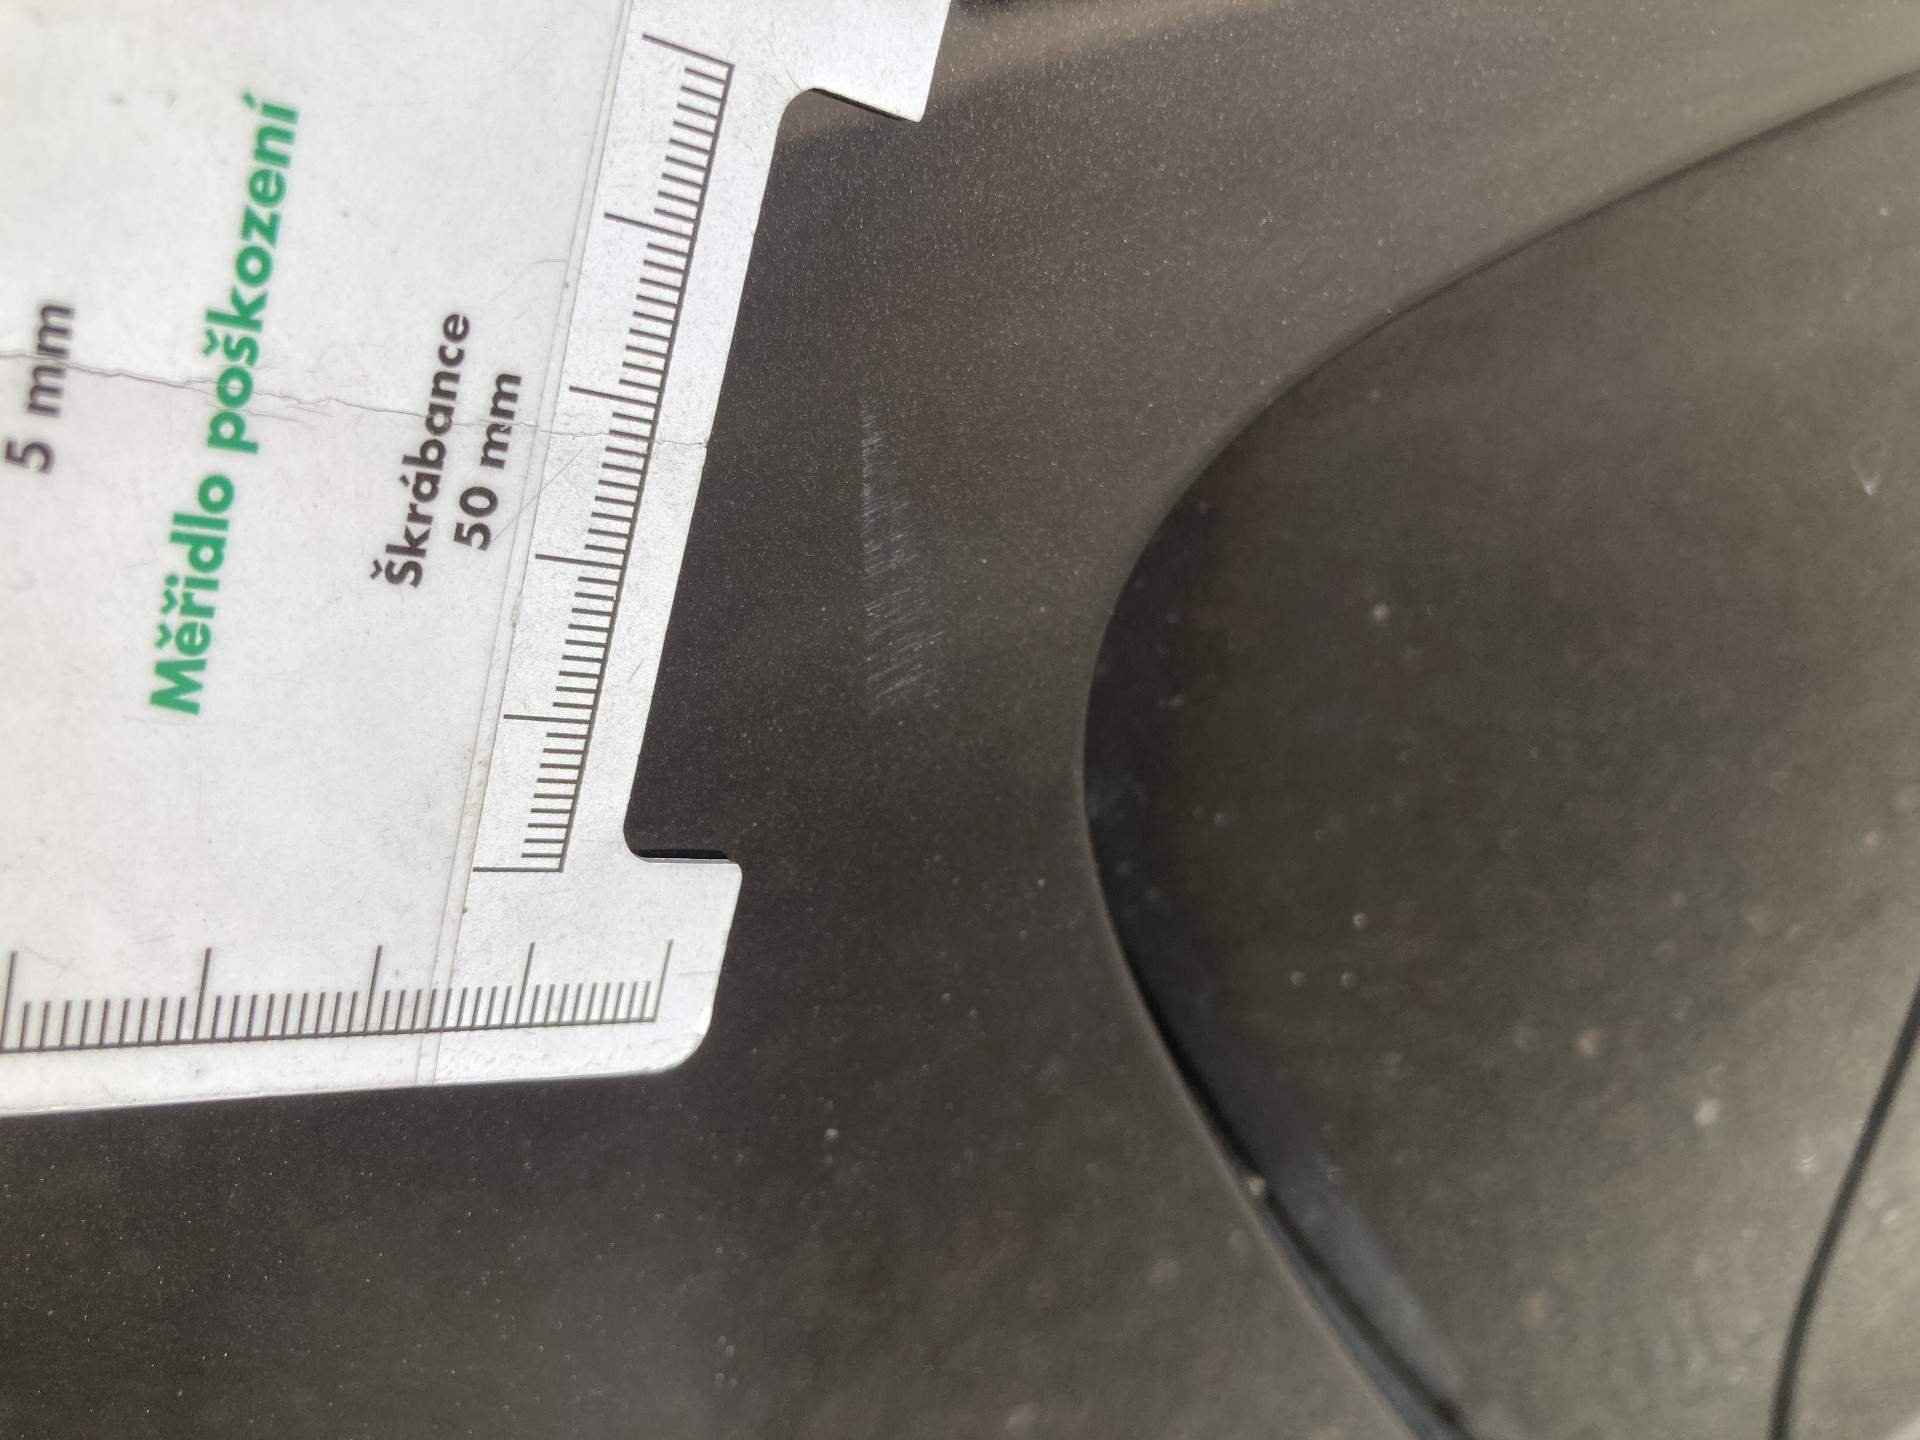 5 mm
Měřidlo poškození
Škrábance
50 mm